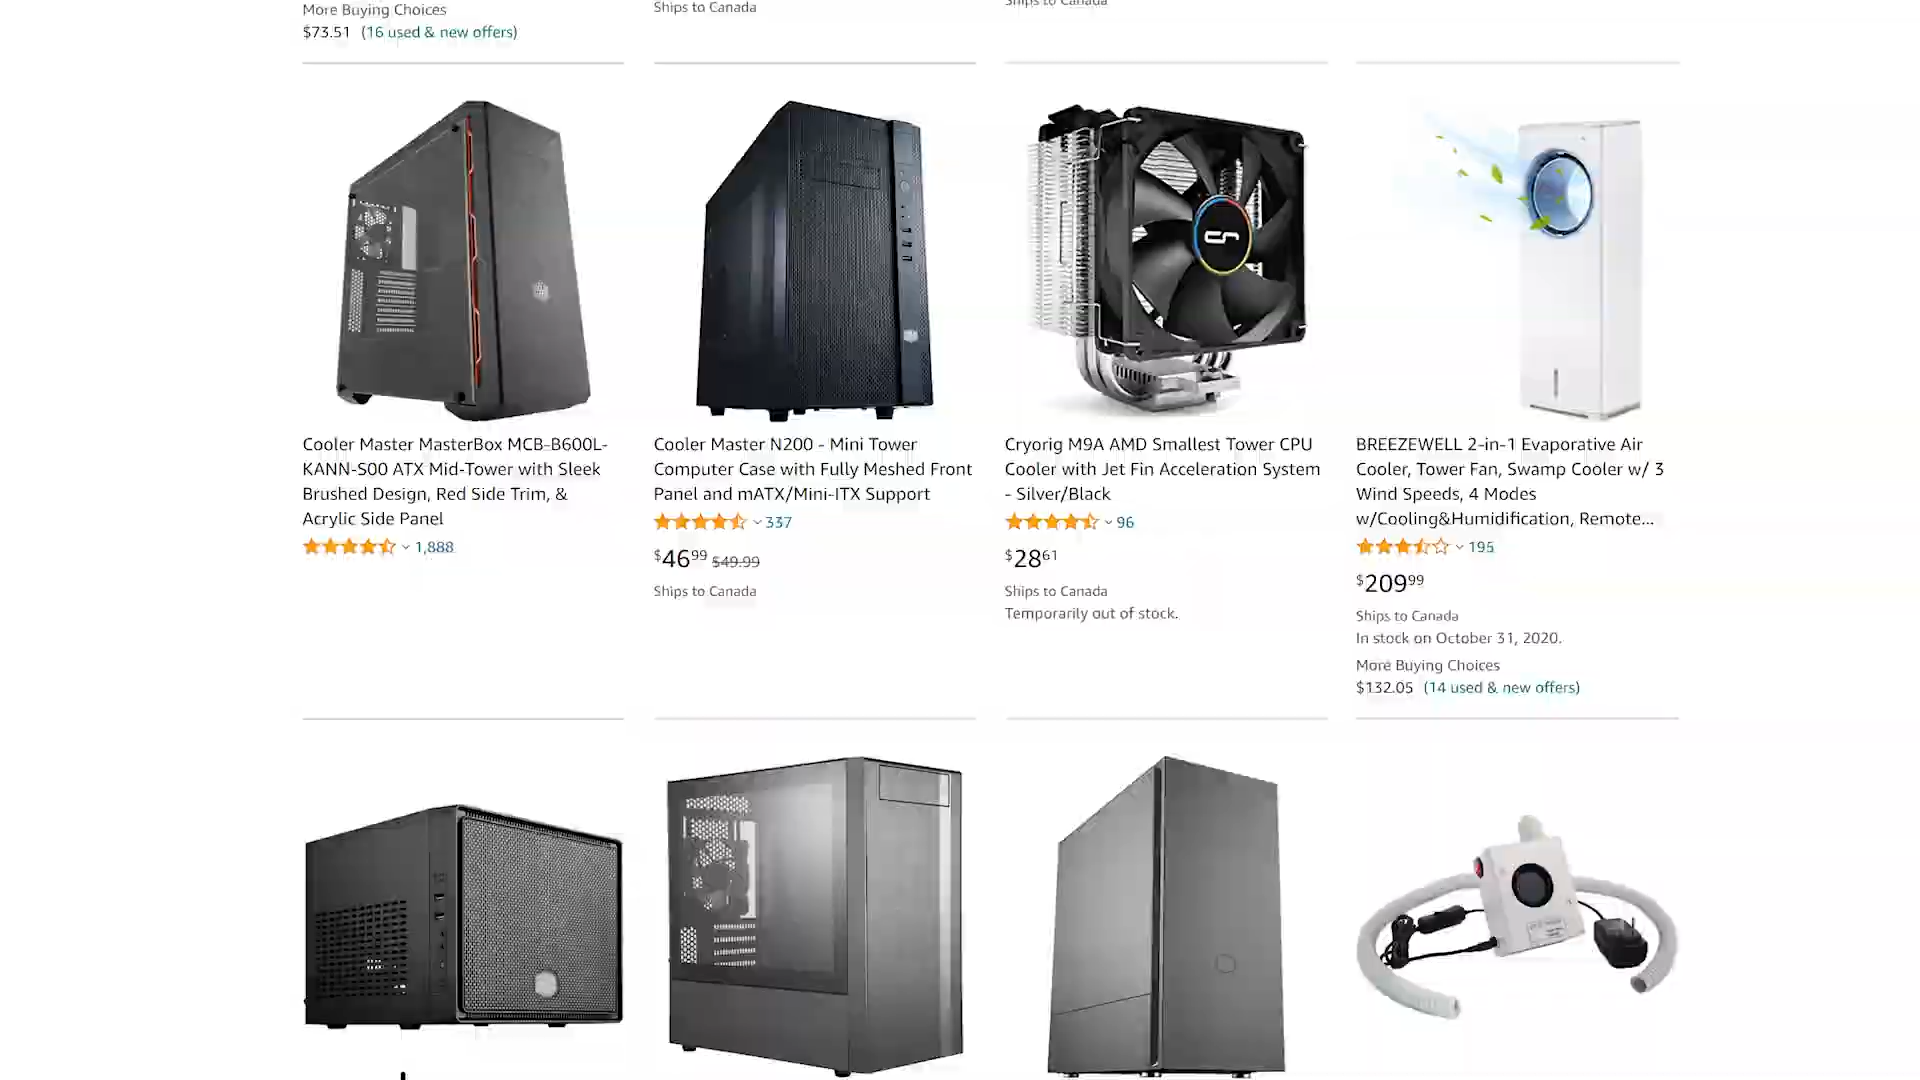 More Buying Choices
$73.51 (16 used & new offers)
Ships to Canada
Ships to Canada
Cooler Master MasterBox MCB-B600L-
KANN-S00 ATX Mid-Tower with Sleek
Brushed Design, Red Side Trim, &
Acrylic Side Panel
1,888
Cooler Master N200 - Mini Tower
Computer Case with Fully Meshed Front
Panel and mATX/Mini-ITX Support
337
$46.99 $49.99
Ships to Canada
Cryorig M9A AMD Smallest Tower CPU
Cooler with Jet Fin Acceleration System
- Silver/Black
96
$28.61
Ships to Canada
Temporarily out of stock.
BREEZEWELL 2-in-1 Evaporative Air
Cooler, Tower Fan, Swamp Cooler w/ 3
Wind Speeds, 4 Modes
w/Cooling&Humidification, Remote...
195
$209.99
Ships to Canada
In stock on October 31, 2020.
More Buying Choices
$132.05 (14 used & new offers)